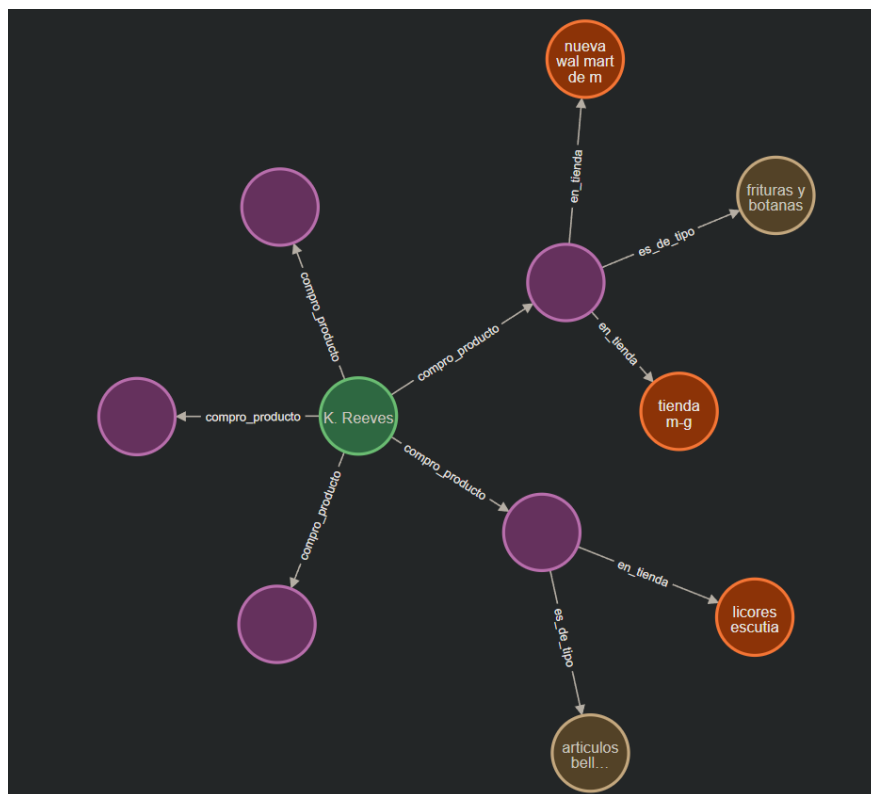 nueva
wal mart
de m
en_tienda
frituras y
botanas
es_de_tipo
compro_producto
compro_producto
en_tienda
tienda
m-g
compro_producto
K. Reeves
compro_producto
compro_producto
en_tienda
licores
escutia
es_de_tipo
articulos
bell...